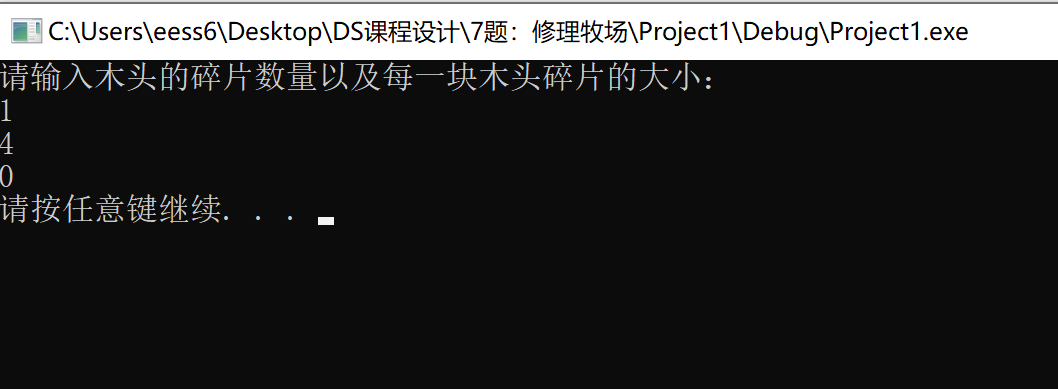 C:\Users\eess6\Desktop\DS课程设计\7题：修理牧场\Project1\Debug\Project1.exe
请输入木头的碎片数量以及每一块木头碎片的大小：
1
4
0
请按任意键继续. . .